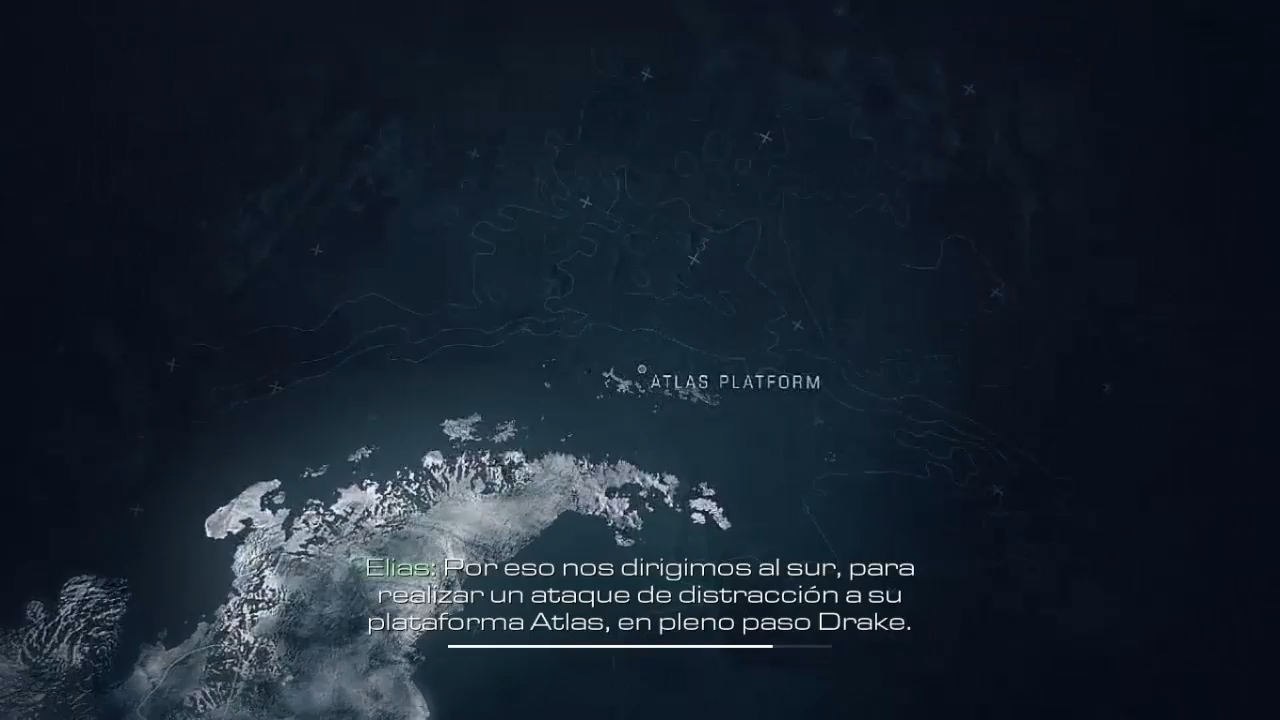 ATLAS PLATFORM
Elias: Por eso nos dirigimos al sur, para
realizar un ataque de distracción a su
plataforma Atlas, en pleno paso Drake.